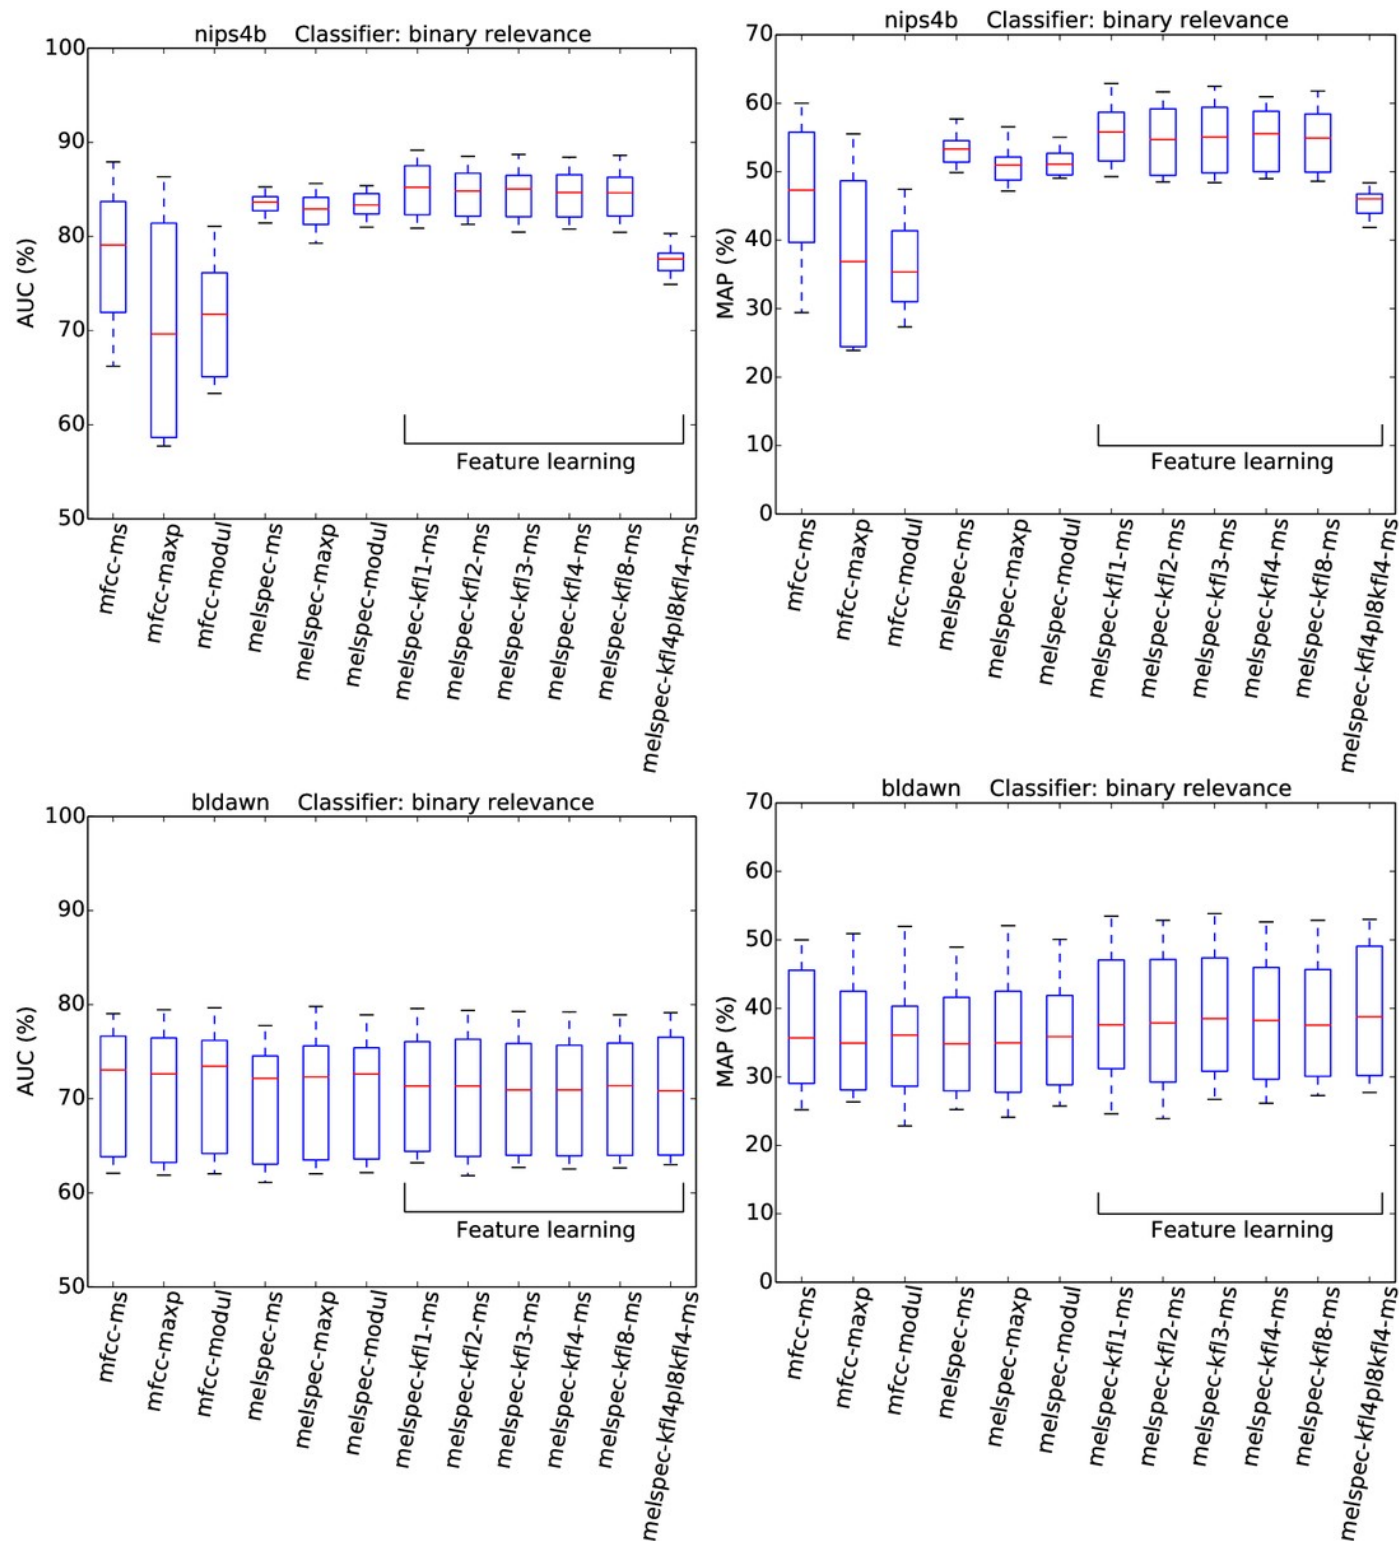 nips4b Classifier: binary relevance
AUC (%)
100
90
80
70
60
50
Feature learning
mfcc-ms
mfcc-maxp
mfcc-modul
melspec-ms
melspec-maxp
melspec-modul
melspec-kfl1-ms
melspec-kfl2-ms
melspec-kfl3-ms
melspec-kfl4-ms
melspec-kfl8-ms
melspec-kfl4pl8kfl4-ms
nips4b Classifier: binary relevance
MAP (%)
70
60
50
40
30
20
10
0
Feature learning
mfcc-ms
mfcc-maxp
mfcc-modul
melspec-ms
melspec-maxp
melspec-modul
melspec-kfl1-ms
melspec-kfl2-ms
melspec-kfl3-ms
melspec-kfl4-ms
melspec-kfl8-ms
melspec-kfl4pl8kfl4-ms
bldawn Classifier: binary relevance
AUC (%)
100
90
80
70
60
50
Feature learning
mfcc-ms
mfcc-maxp
mfcc-modul
melspec-ms
melspec-maxp
melspec-modul
melspec-kfl1-ms
melspec-kfl2-ms
melspec-kfl3-ms
melspec-kfl4-ms
melspec-kfl8-ms
melspec-kfl4pl8kfl4-ms
bldawn Classifier: binary relevance
MAP (%)
70
60
50
40
30
20
10
0
Feature learning
mfcc-ms
mfcc-maxp
mfcc-modul
melspec-ms
melspec-maxp
melspec-modul
melspec-kfl1-ms
melspec-kfl2-ms
melspec-kfl3-ms
melspec-kfl4-ms
melspec-kfl8-ms
melspec-kfl4pl8kfl4-ms